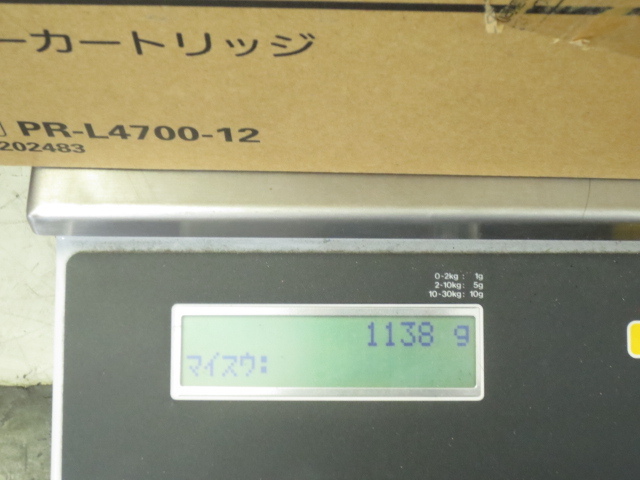 ーカートリッジ
PR-L4700-12
202483
0-2kg: 1g
2-10kg: 5g
10-30kg: 10g
1138 g
マイスウ: